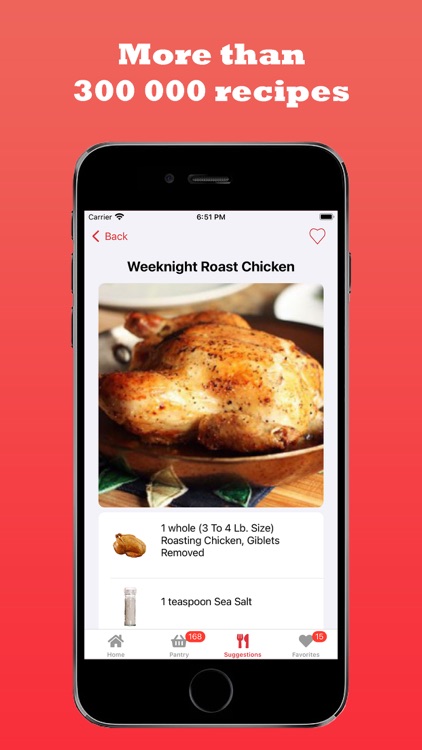 More than
300 000 recipes
Carrier
6:51 PM
Back
Weeknight Roast Chicken
1 whole (3 To 4 Lb. Size)
Roasting Chicken, Giblets
Removed
1 teaspoon Sea Salt
168
15
Home
Pantry
Suggestions
Favorites